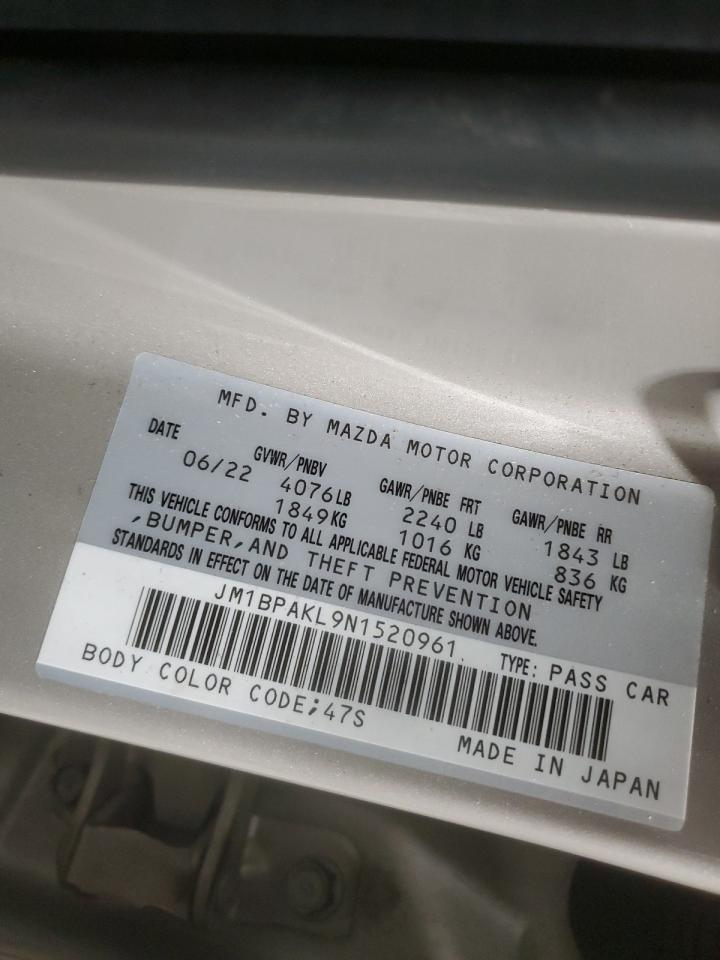 MFD. BY MAZDA MOTOR CORPORATION
DATE GVWR/PNBV GAWR/PNBE FRT GAWR/PNBE RR
06/22 4076LB 2240 LB 1843 LB
1849KG 1016 KG 836 KG
THIS VEHICLE CONFORMS TO ALL APPLICABLE FEDERAL MOTOR VEHICLE SAFETY
,BUMPER,AND THEFT PREVENTION
STANDARDS IN EFFECT ON THE DATE OF MANUFACTURE SHOWN ABOVE.
JM1BPAKL9N1520961 TYPE: PASS CAR
BODY COLOR CODE;47S
MADE IN JAPAN